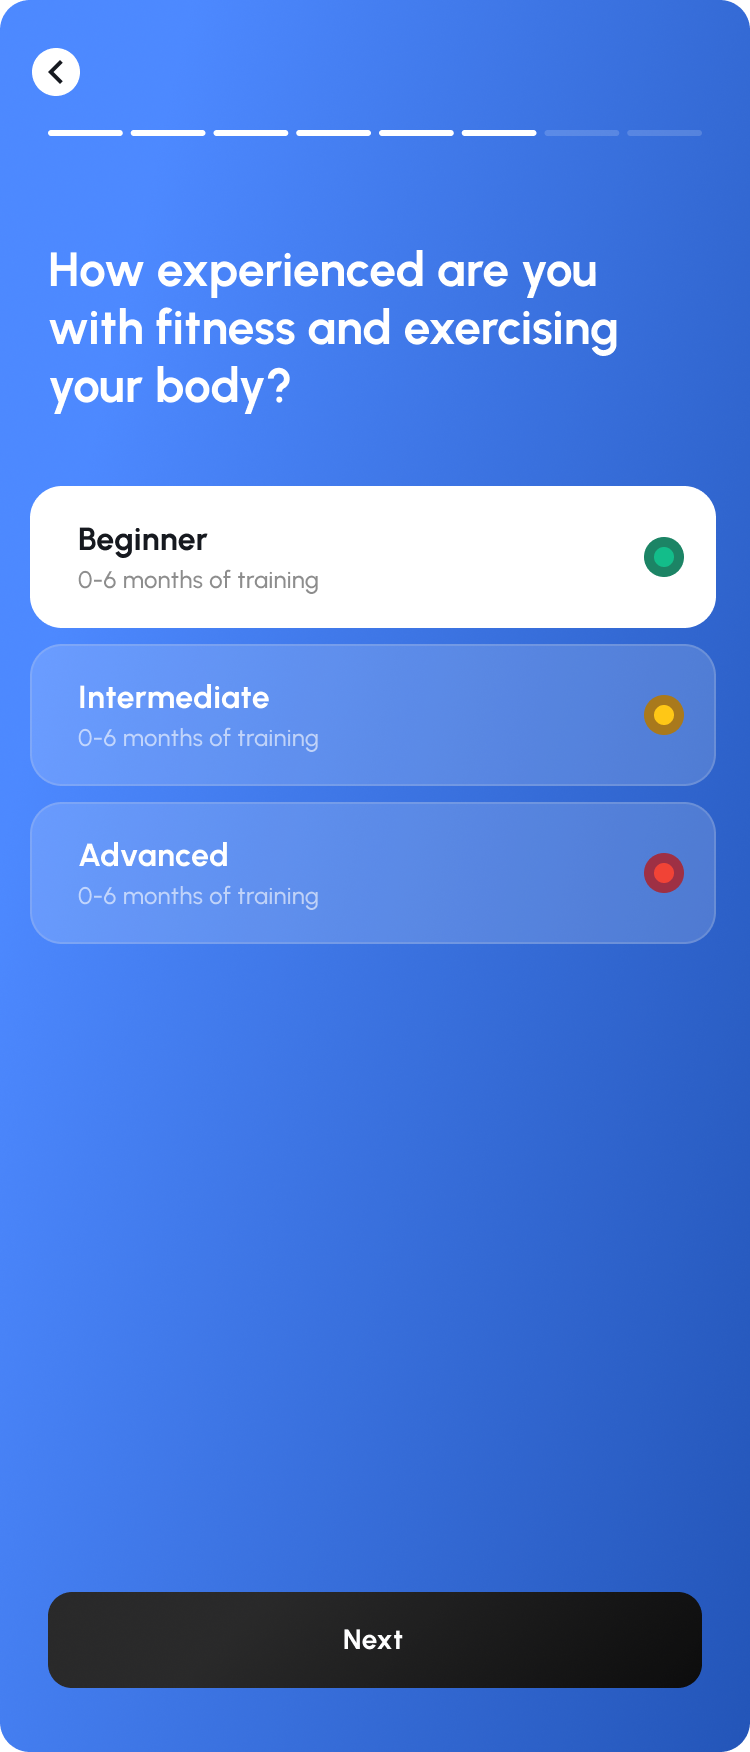 How experienced are you
with fitness and exercising
your body?
Beginner
0-6 months of training
Intermediate
0-6 months of training
Advanced
0-6 months of training
Next